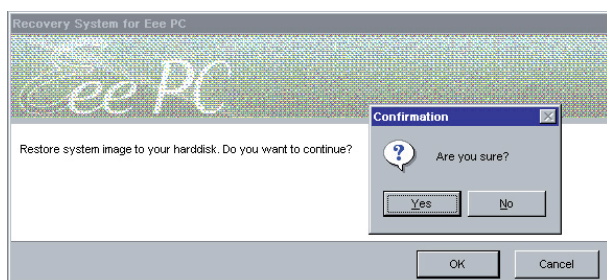 Recovery System for Eee PC
Eee PC
Confirmation
Restore system image to your harddisk. Do you want to continue?
Are you sure?
Yes
No
OK
Cancel